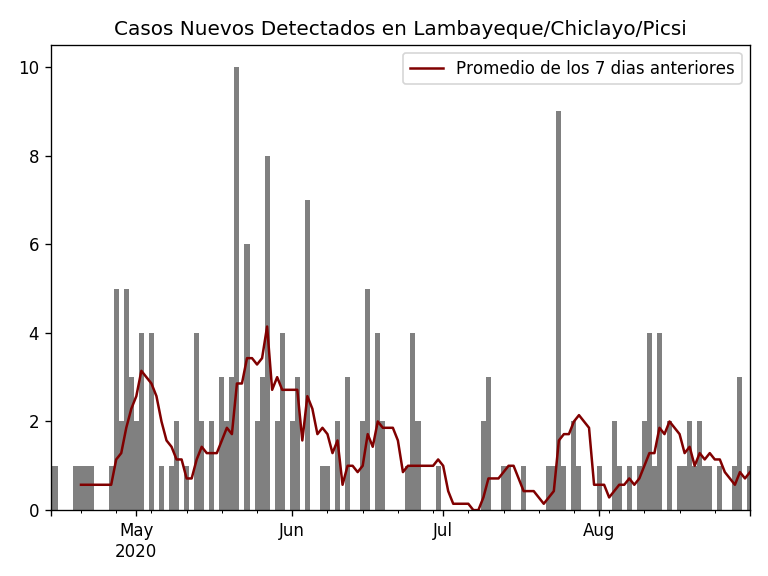 Casos Nuevos Detectados en Lambayeque/Chiclayo/Picsi
Promedio de los 7 dias anteriores
10
8
6
4
2
0
May Jun Jul Aug
2020